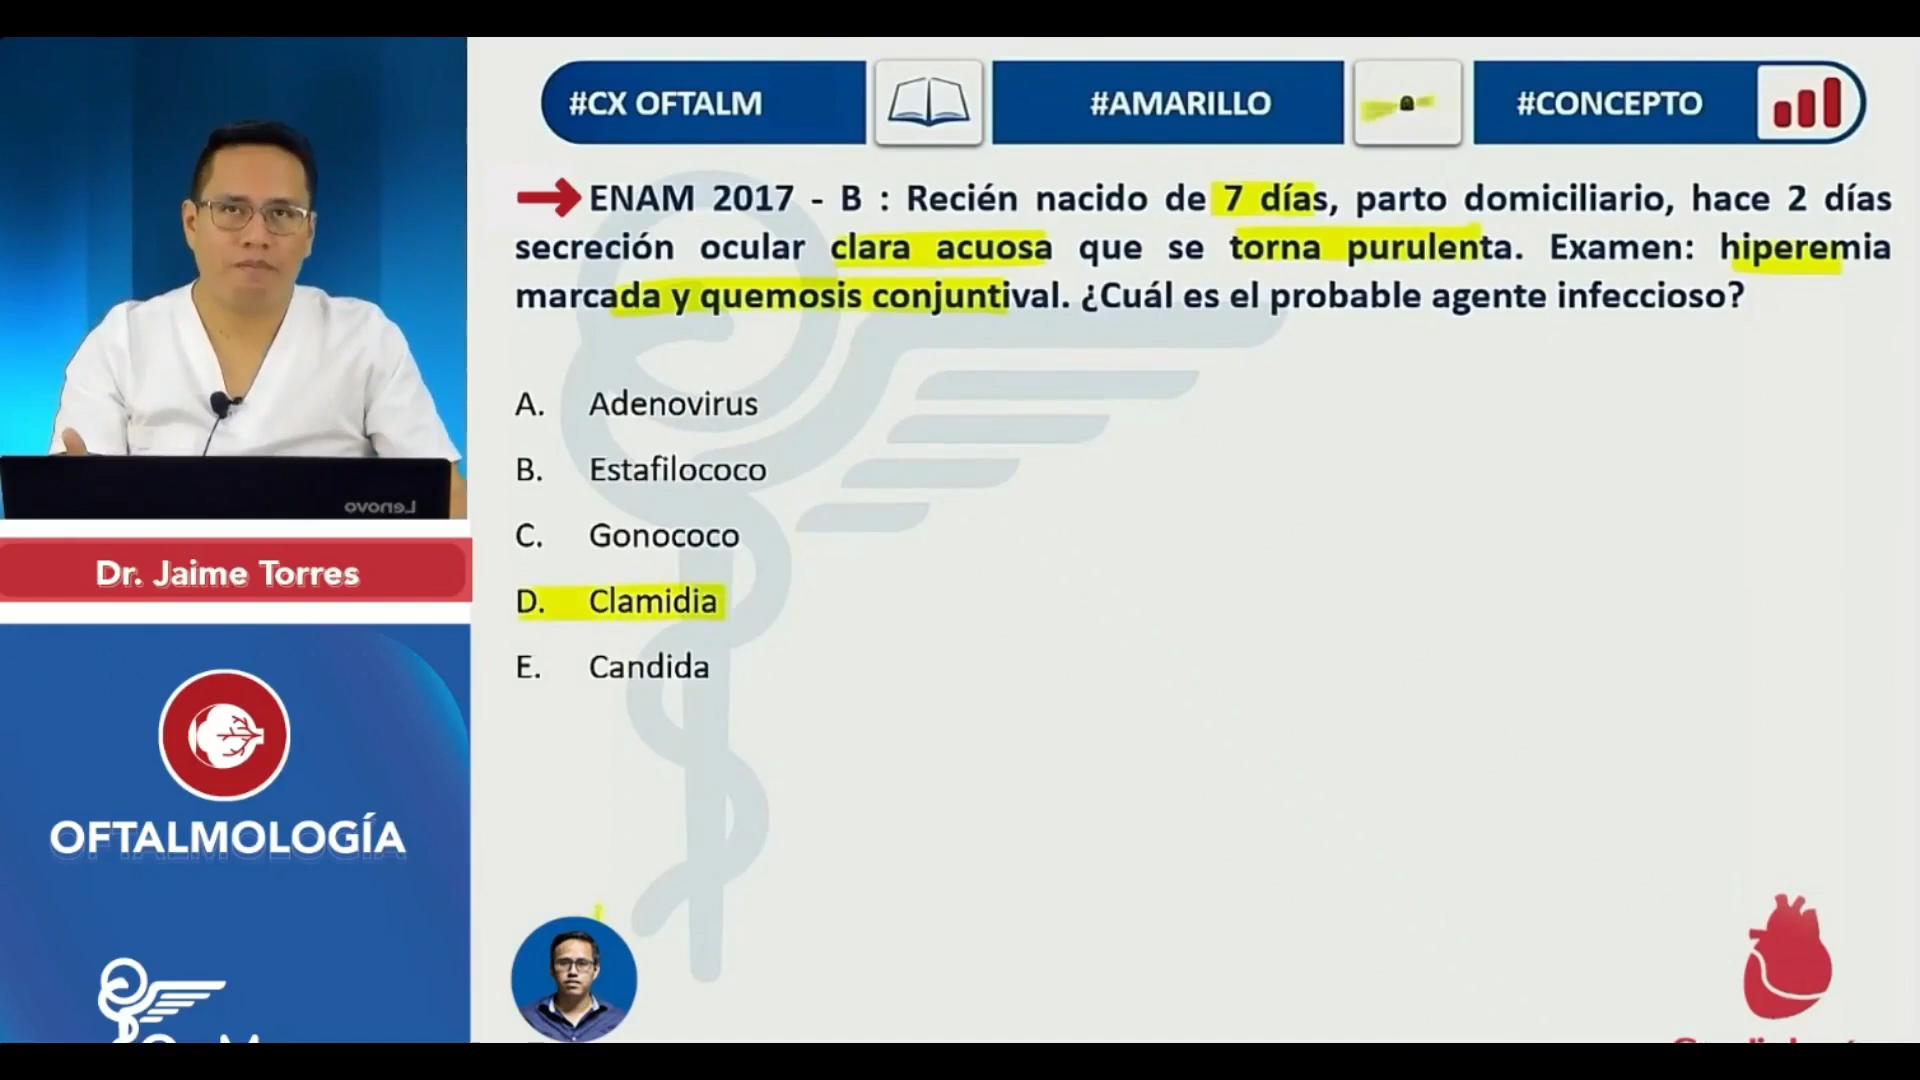 #CX OFTALM
#AMARILLO
#CONCEPTO
ENAM 2017 - B : Recién nacido de 7 días, parto domiciliario, hace 2 días
secreción ocular clara acuosa que se torna purulenta. Examen: hiperemia
marcada y quemosis conjuntival. ¿Cuál es el probable agente infeccioso?
A. Adenovirus
B. Estafilococo
C. Gonococo
D. Clamidia
E. Candida
Lenovo
Dr. Jaime Torres
OFTALMOLOGÍA